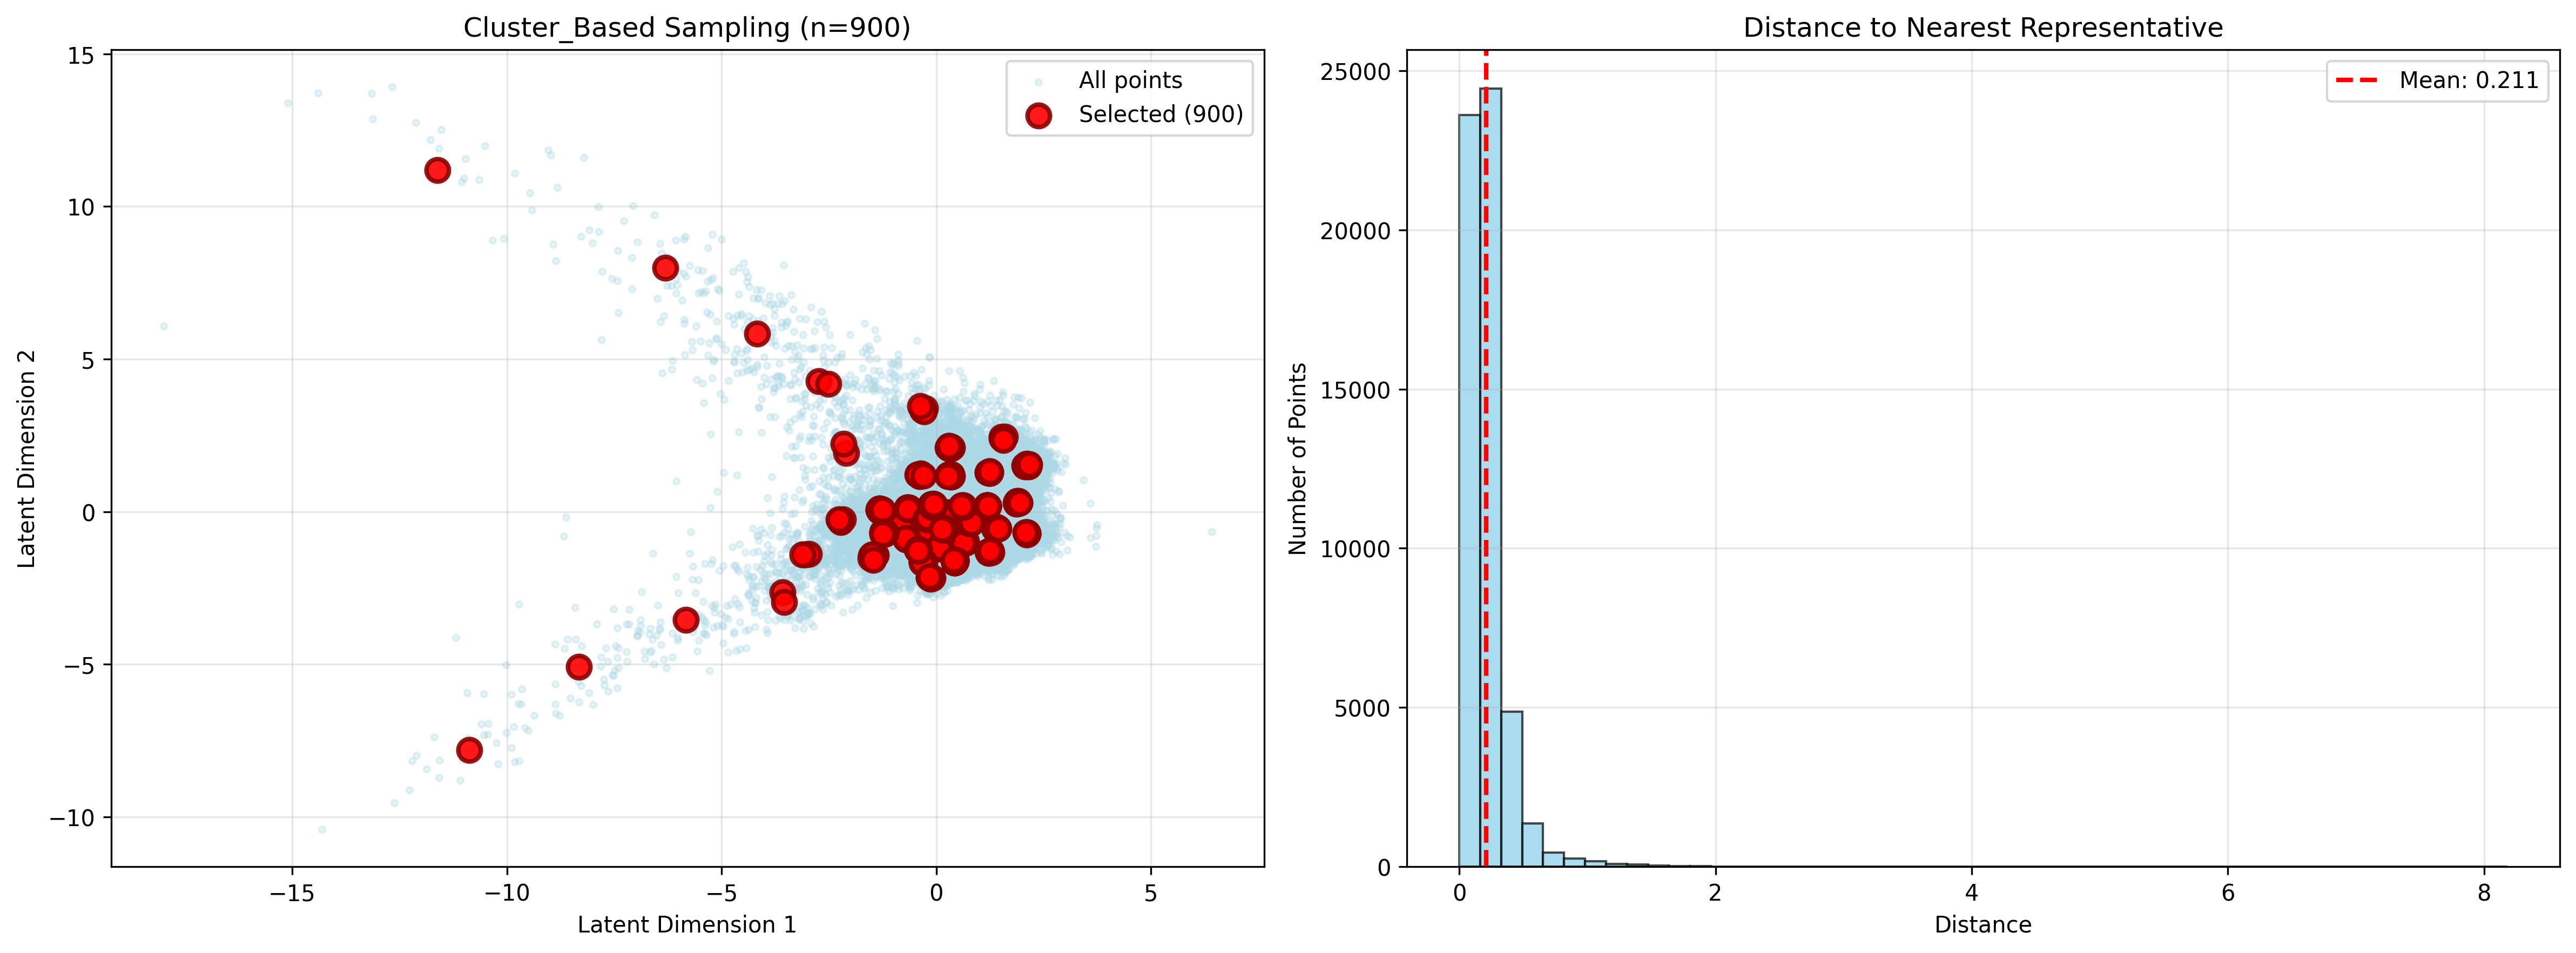 Cluster_Based Sampling (n=900)
All points
Selected (900)
15
10
5
0
−5
−10
−15
−10
−5
0
5
Latent Dimension 1
Latent Dimension 2
Distance to Nearest Representative
Mean: 0.211
25000
20000
15000
10000
5000
0
0
2
4
6
8
Distance
Number of Points